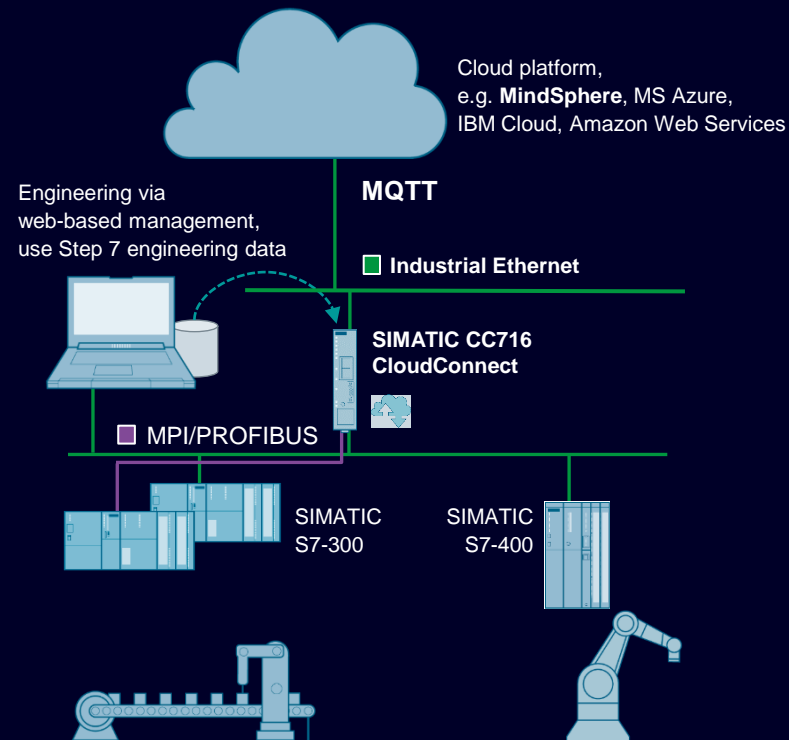 Cloud platform,
e.g. MindSphere, MS Azure,
IBM Cloud, Amazon Web Services
MQTT
Engineering via
web-based management,
use Step 7 engineering data
Industrial Ethernet
SIMATIC CC716
CloudConnect
MPI/PROFIBUS
SIMATIC
S7-300
SIMATIC
S7-400